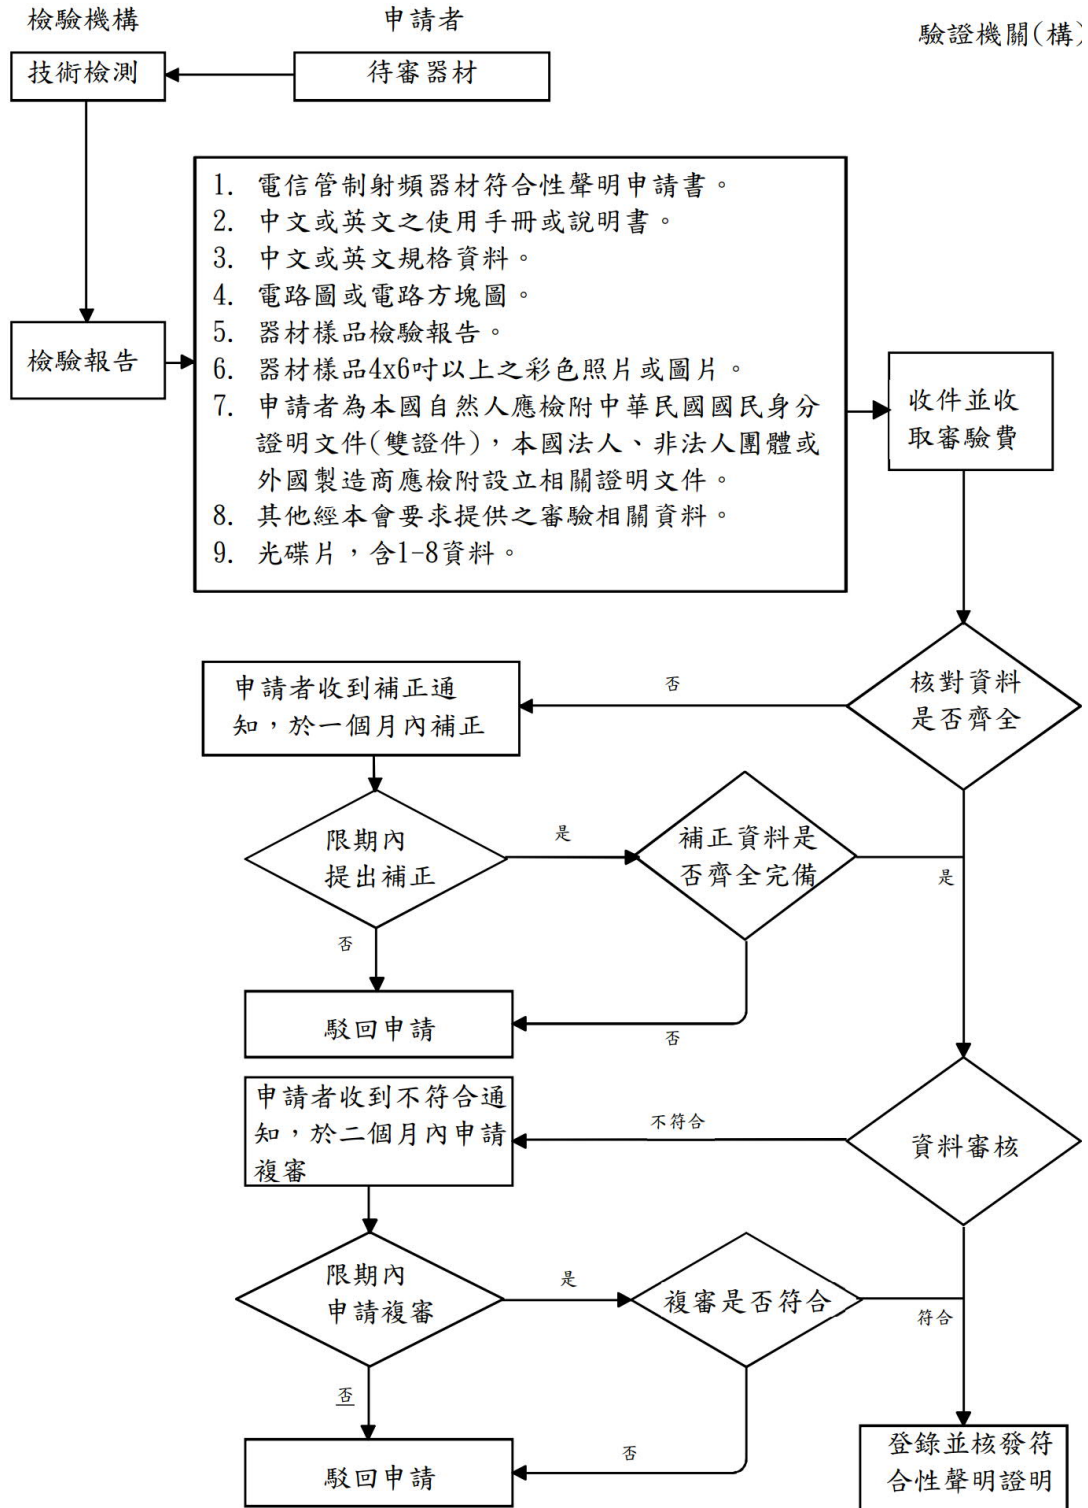 檢驗機構
申請者
驗證機關(構)
技術檢測
待審器材
1. 電信管制射頻器材符合性聲明申請書。
2. 中文或英文之使用手冊或說明書。
3. 中文或英文規格資料。
4. 電路圖或電路方塊圖。
5. 器材樣品檢驗報告。
6. 器材樣品4x6吋以上之彩色照片或圖片。
7. 申請者為本國自然人應檢附中華民國國民身分
證明文件(雙證件),本國法人、非法人團體或
外國製造商應檢附設立相關證明文件。
8. 其他經本會要求提供之審驗相關資料。
9. 光碟片,含1-8資料。
檢驗報告
收件並收
取審驗費
核對資料
是否齊全
否
申請者收到補正通
知,於一個月內補正
限期內
提出補正
是
補正資料是
否齊全完備
是
否
駁回申請
否
申請者收到不符合通
知,於二個月內申請
複審
不符合
資料審核
限期內
申請複審
是
複審是否符合
符合
否
駁回申請
否
登錄並核發符
合性聲明證明